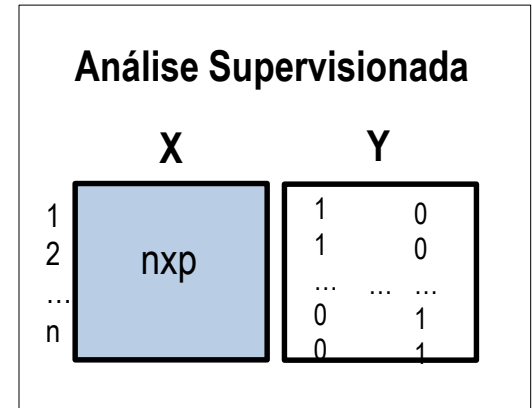 Análise Supervisionada
X Y
1
2
...
n
nxp
1 0
1 0
... ... ...
0 1
0 1